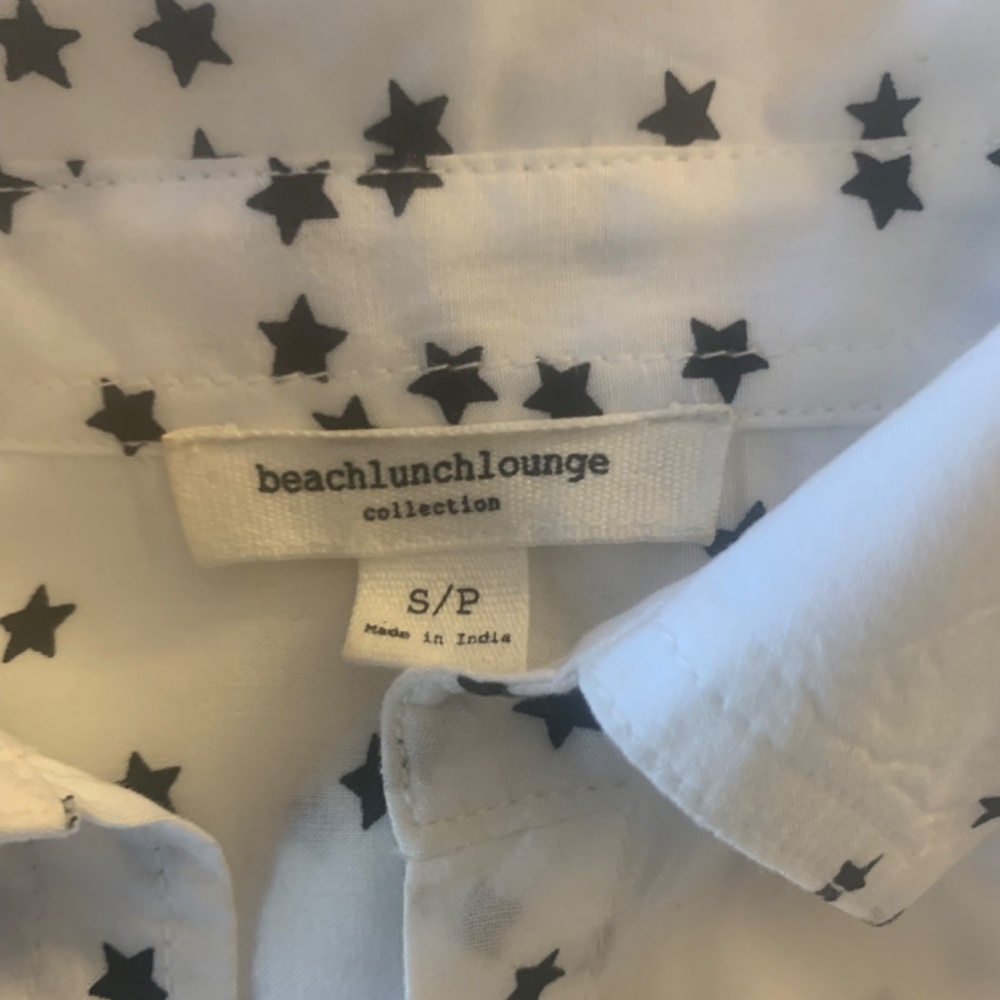 beachlunchlounge
collection
S/P
Made in India